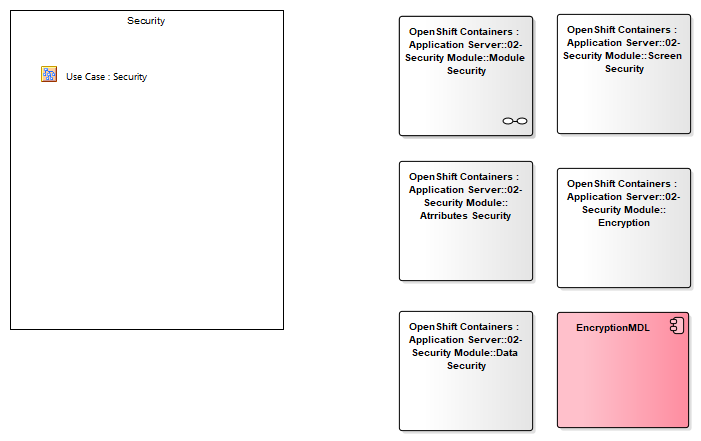 Security
Use Case : Security
OpenShift Containers :
Application Server::02-
Security Module::Module
Security
OpenShift Containers :
Application Server::02-
Security Module::Screen
Security
OpenShift Containers :
Application Server::02-
Security Module::
Atrributes Security
OpenShift Containers :
Application Server::02-
Security Module::
Encryption
OpenShift Containers :
Application Server::02-
Security Module::Data
Security
EncryptionMDL